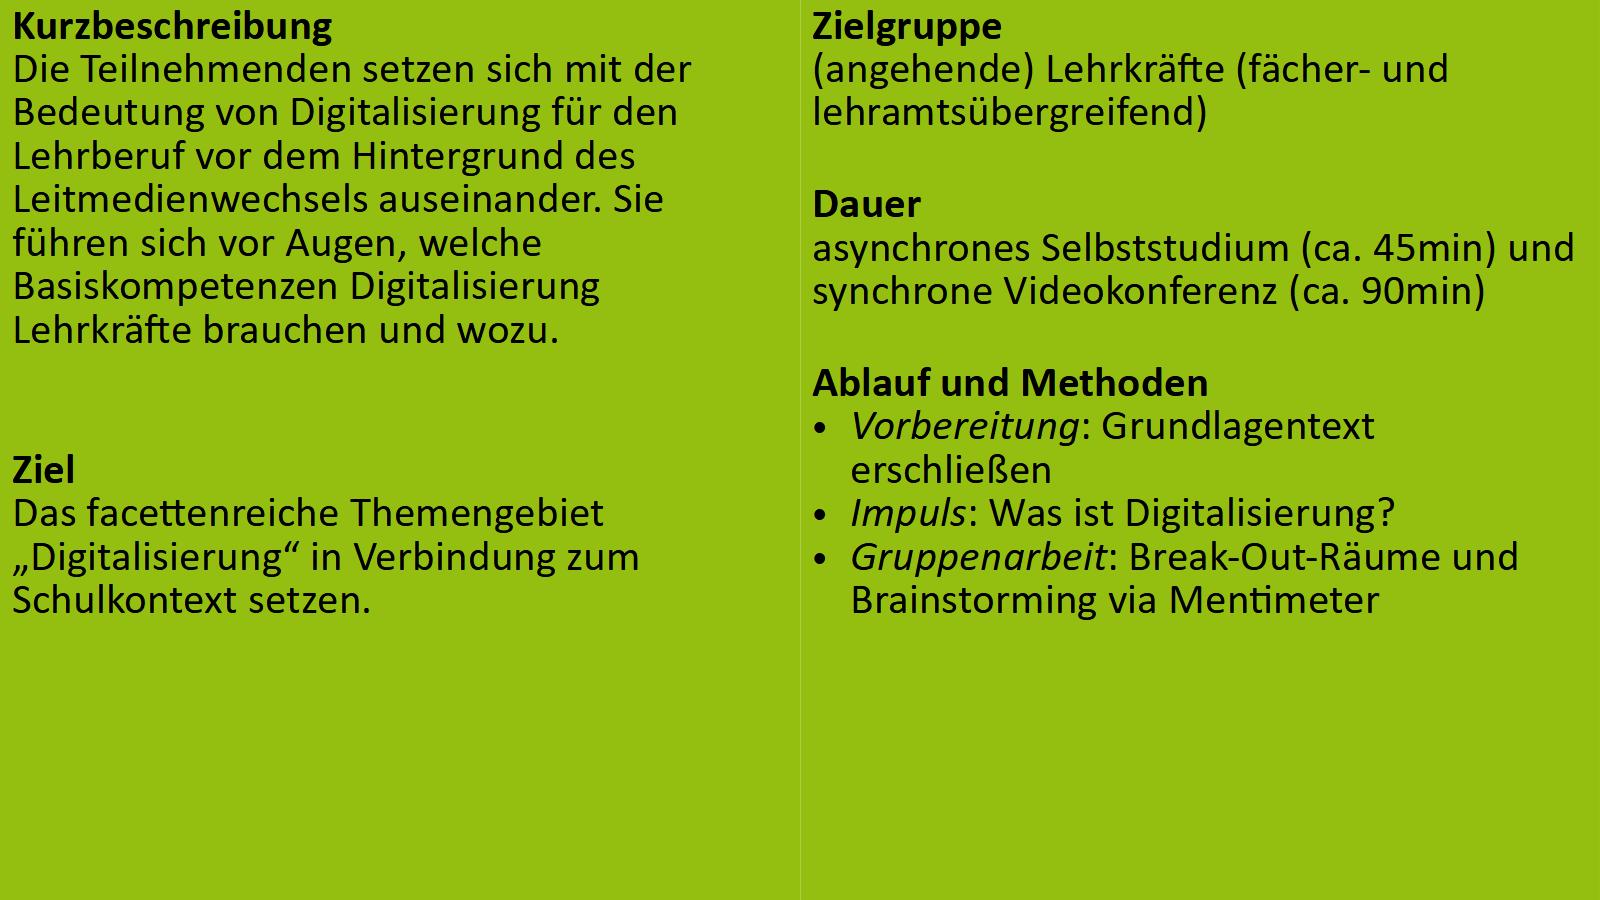 Kurzbeschreibung
Die Teilnehmenden setzen sich mit der
Bedeutung von Digitalisierung für den
Lehrberuf vor dem Hintergrund des
Leitmedienwechsels auseinander. Sie
führen sich vor Augen, welche
Basiskompetenzen Digitalisierung
Lehrkräfte brauchen und wozu.
Ziel
Das facettenreiche Themengebiet
„Digitalisierung“ in Verbindung zum
Schulkontext setzen.
Zielgruppe
(angehende) Lehrkräfte (fächer- und
lehramtsübergreifend)
Dauer
asynchrones Selbststudium (ca. 45min) und
synchrone Videokonferenz (ca. 90min)
Ablauf und Methoden
• Vorbereitung: Grundlagentext
erschließen
• Impuls: Was ist Digitalisierung?
• Gruppenarbeit: Break-Out-Räume und
Brainstorming via Mentimeter